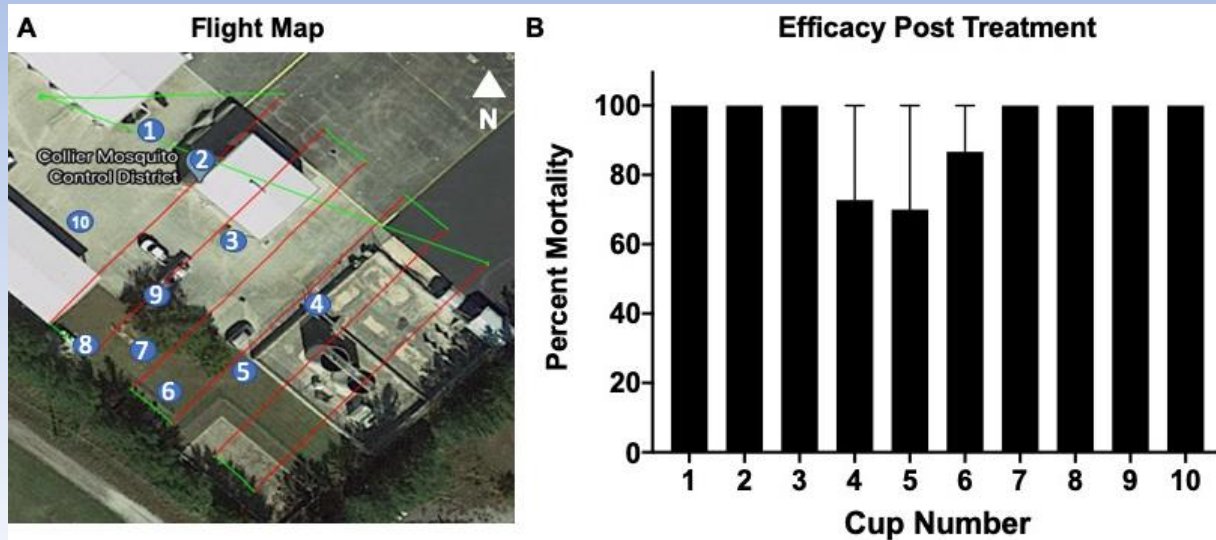 A
Flight Map
N
1
2
Collier Mosquito
Control District
10
3
9
4
8
7
5
6
B
Efficacy Post Treatment
Percent Mortality
100
80
60
40
20
0
1 2 3 4 5 6 7 8 9 10
Cup Number